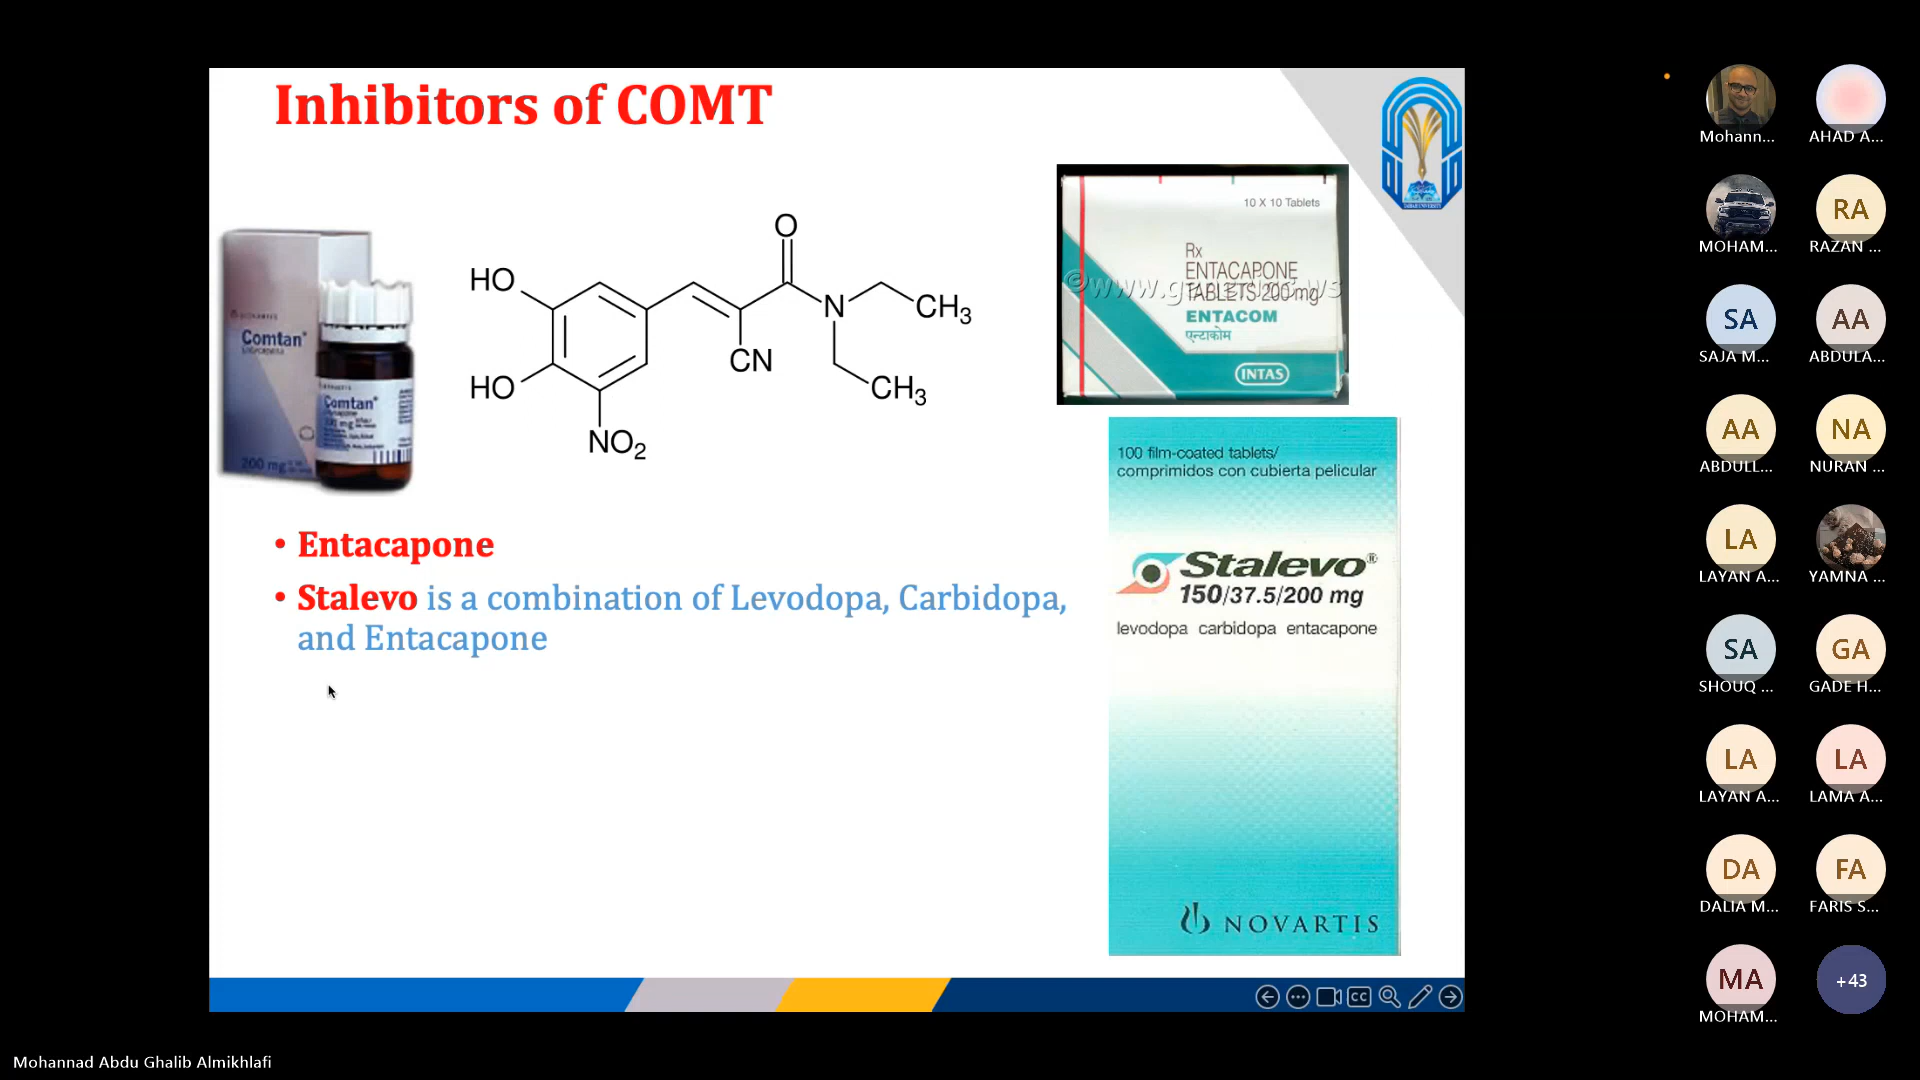 Inhibitors of COMT
Comtan
Comtan
200 mg
HO
HO
O
N
CH3
CH3
CN
NO2
10 X 10 Tablets
Rx
ENTACAPONE
TABLETS 200 mg
ENTACOM
एन्टाकोम
INTAS
• Entacapone
• Stalevo is a combination of Levodopa, Carbidopa,
and Entacapone
100 film-coated tablets/
comprimidos con cubierta pelicular
Stalevo®
150/37.5/200 mg
levodopa carbidopa entacapone
NOVARTIS
Mohann...
AHAD A...
MOHAM...
RA
RAZAN ...
SA
SAJA M...
AA
ABDULA...
AA
ABDULL...
NA
NURAN ...
LA
LAYAN A...
YAMNA ...
SA
SHOUQ ...
GA
GADE H...
LA
LAYAN A...
LA
LAMA A...
DA
DALIA M...
FA
FARIS S...
MA
MOHAM...
+43
CC
Mohannad Abdu Ghalib Almikhlafi